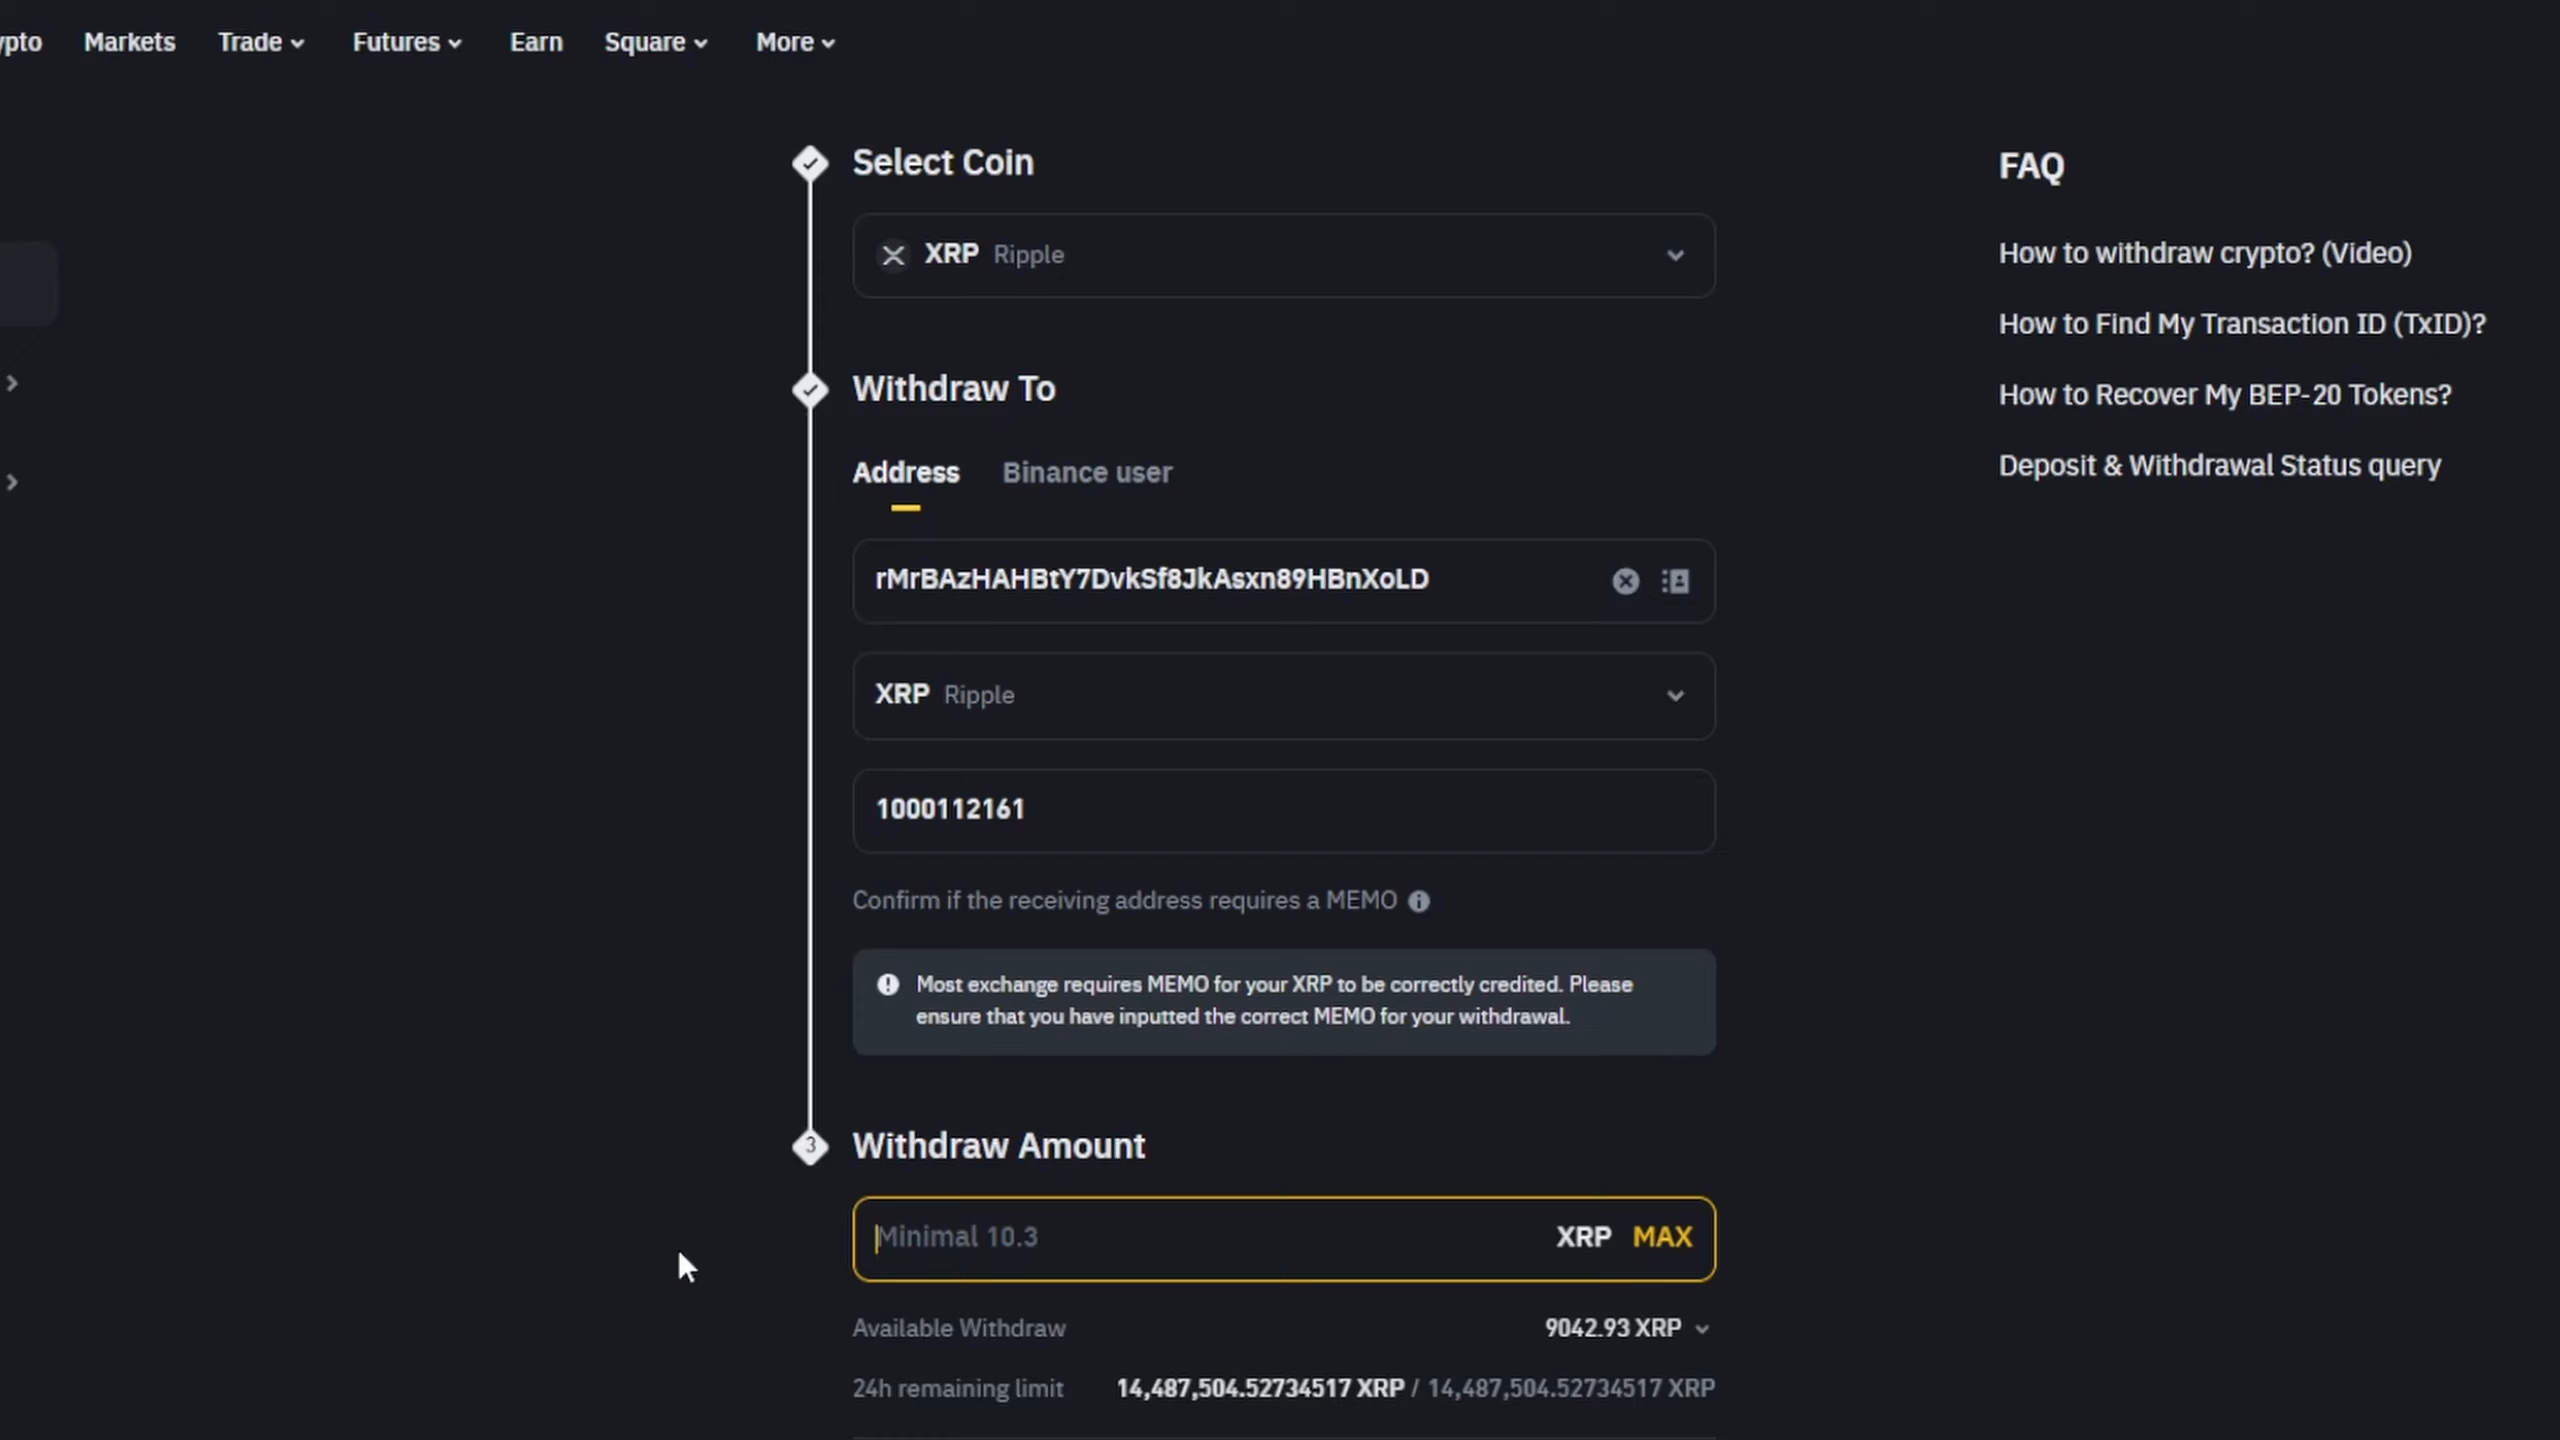 ypto Markets Trade Futures Earn Square More
Select Coin
XRP Ripple
Withdraw To
Address Binance user
rMrBAzHAHBtY7DvkSf8JkAsxn89HBnXoLD
XRP Ripple
1000112161
Confirm if the receiving address requires a MEMO
Most exchange requires MEMO for your XRP to be correctly credited. Please
ensure that you have inputted the correct MEMO for your withdrawal.
3 Withdraw Amount
Minimal 10.3 XRP MAX
Available Withdraw 9042.93 XRP
24h remaining limit 14,487,504.52734517 XRP / 14,487,504.52734517 XRP
FAQ
How to withdraw crypto? (Video)
How to Find My Transaction ID (TxID)?
How to Recover My BEP-20 Tokens?
Deposit & Withdrawal Status query